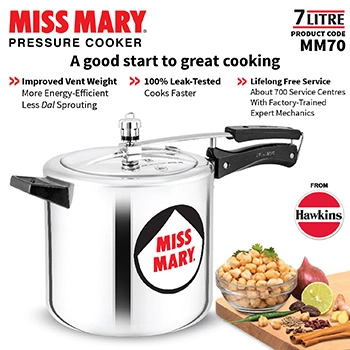 MISS MARY
PRESSURE COOKER
7 LITRE
PRODUCT CODE
MM70
A good start to great cooking
Improved Vent Weight
More Energy-Efficient
Less Dal Sprouting
100% Leak-Tested
Cooks Faster
Lifelong Free Service
About 700 Service Centres
With Factory-Trained
Expert Mechanics
FROM
Hawkins
MISS
MARY